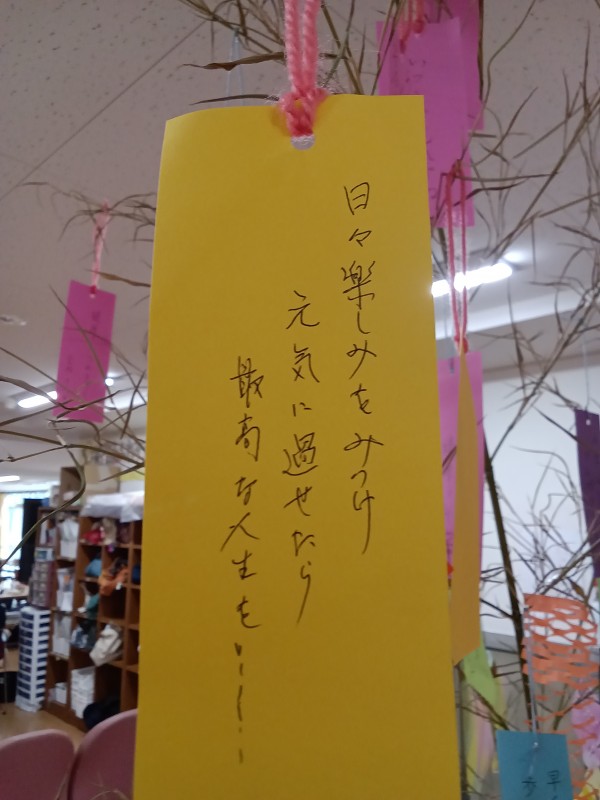 日々楽しみをみつけ
元気に過せたら
最高な人生を!!!
早